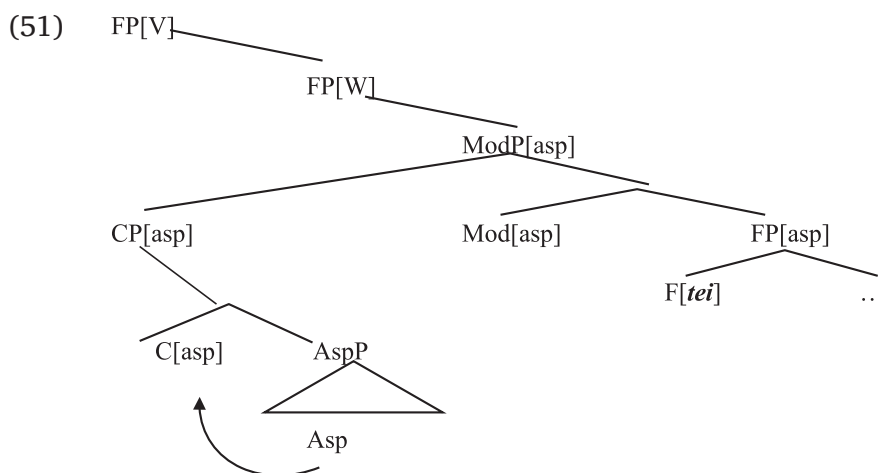 (51) FP[V]
FP[W]
ModP[asp]
CP[asp] Mod[asp] FP[asp]
F[tei] ..
C[asp] AspP
Asp